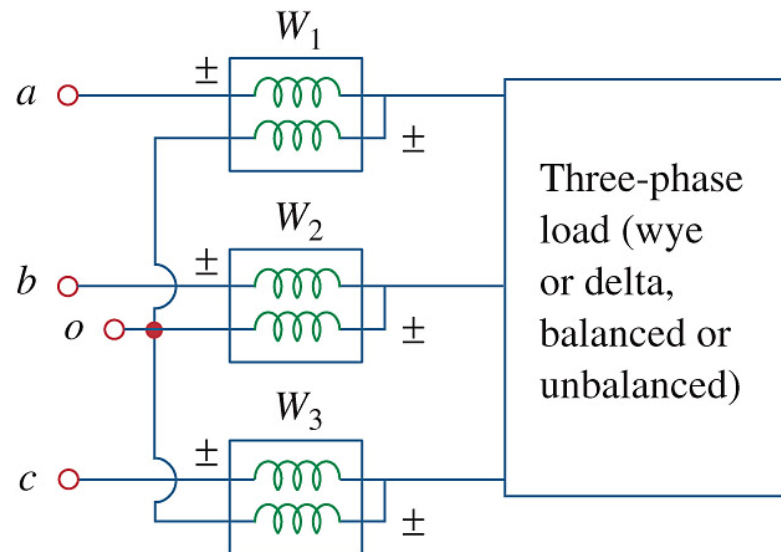 W₁
±
a
±
Three-phase
load (wye
or delta,
balanced or
unbalanced)
W₂
±
b
o
±
W₃
±
c
±